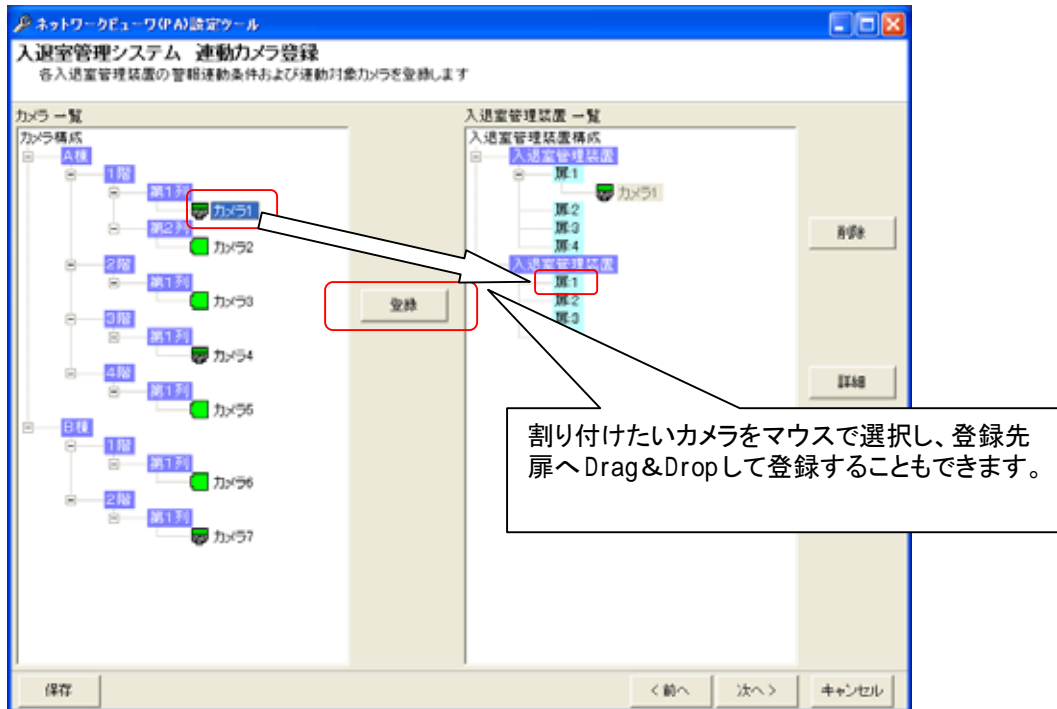 ネットワークビューワ(PA)設定ツール
入退室管理システム 連動カメラ登録
各入退室管理装置の警報連動条件および連動対象カメラを登録します
カメラ 一覧
カメラ構成
A棟
1階
第1列
カメラ1
第2列
カメラ2
2階
第1列
カメラ3
3階
第1列
カメラ4
4階
第1列
カメラ5
B棟
1階
第1列
カメラ6
2階
第1列
カメラ7
登録
入退室管理装置 一覧
入退室管理装置構成
入退室管理装置
扉:1
カメラ1
扉:2
扉:3
扉:4
入退室管理装置
扉:1
扉:2
扉:3
削除
詳細
割り付けたいカメラをマウスで選択し、登録先
扉へDrag&Dropして登録することもできます。
保存
< 前へ
次へ >
キャンセル